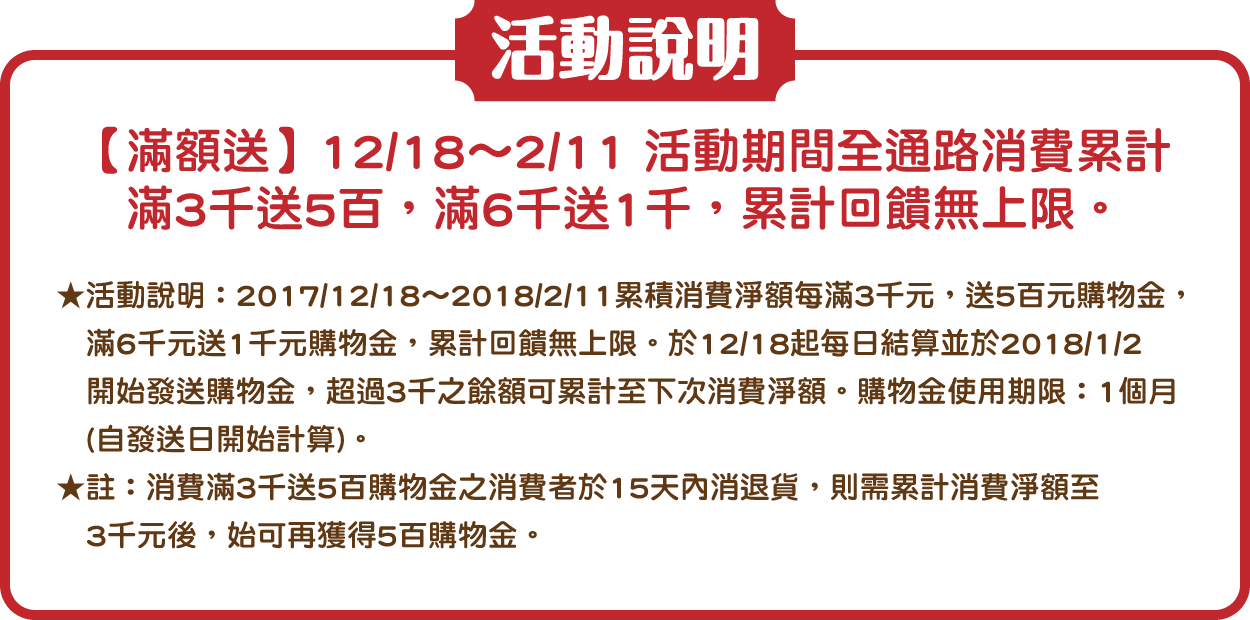 活動說明
【滿額送】12/18～2/11 活動期間全通路消費累計
滿3千送5百，滿6千送1千，累計回饋無上限。
★活動說明：2017/12/18～2018/2/11累積消費淨額每滿3千元，送5百元購物金，
滿6千元送1千元購物金，累計回饋無上限。於12/18起每日結算並於2018/1/2
開始發送購物金，超過3千之餘額可累計至下次消費淨額。購物金使用期限：1個月
(自發送日開始計算)。
★註：消費滿3千送5百購物金之消費者於15天內消退貨，則需累計消費淨額至
3千元後，始可再獲得5百購物金。